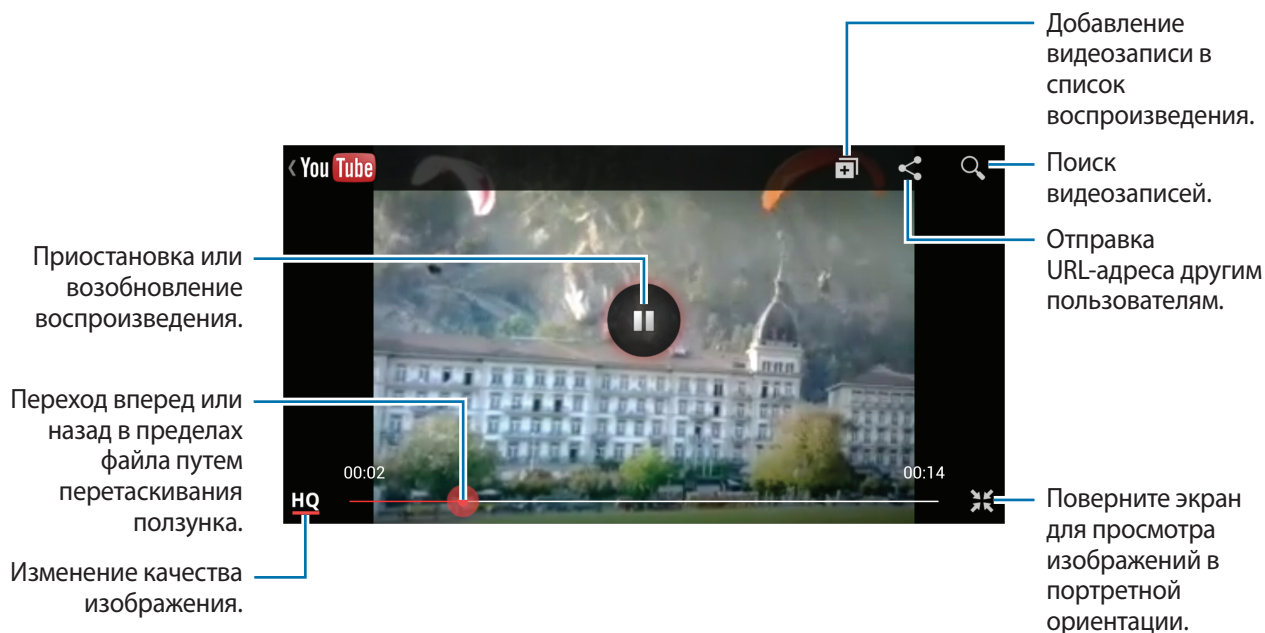 Добавление
видеозаписи в
список
воспроизведения.
You Tube
Поиск
видеозаписей.
Отправка
URL-адреса другим
пользователям.
Приостановка или
возобновление
воспроизведения.
Переход вперед или
назад в пределах
файла путем
перетаскивания
ползунка.
00:02
00:14
HQ
Поверните экран
для просмотра
изображений в
портретной
ориентации.
Изменение качества
изображения.